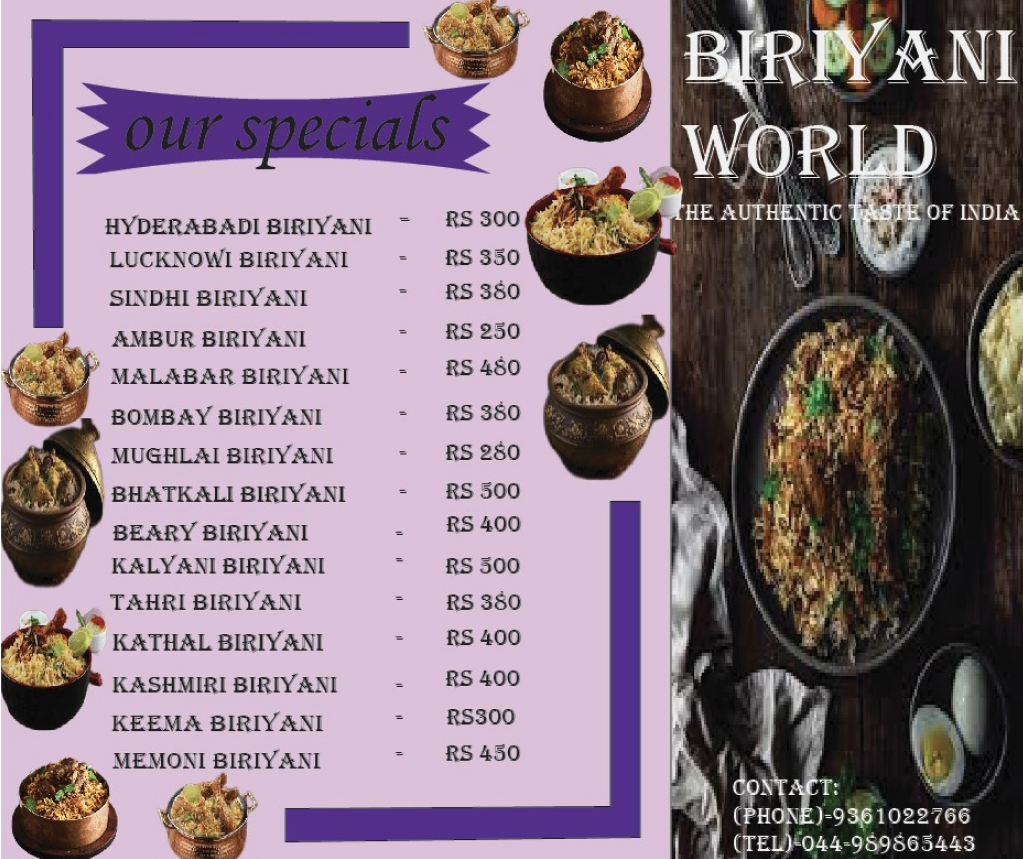 our specials
HYDERABADI BIRIYANI = RS 300
LUCKNOWI BIRIYANI = RS 350
SINDHI BIRIYANI = RS 380
AMBUR BIRIYANI = RS 250
MALABAR BIRIYANI = RS 480
BOMBAY BIRIYANI = RS 380
MUGHLAI BIRIYANI = RS 280
BHATKALI BIRIYANI = RS 500
BEARY BIRIYANI = RS 400
KALYANI BIRIYANI = RS 500
TAHRI BIRIYANI = RS 380
KATHAL BIRIYANI = RS 400
KASHMIRI BIRIYANI = RS 400
KEEMA BIRIYANI = RS300
MEMONI BIRIYANI = RS 450
BIRIYANI
WORLD
THE AUTHENTIC TASTE OF INDIA
CONTACT:
(PHONE)=9361022766
(TEL)-044-989865443